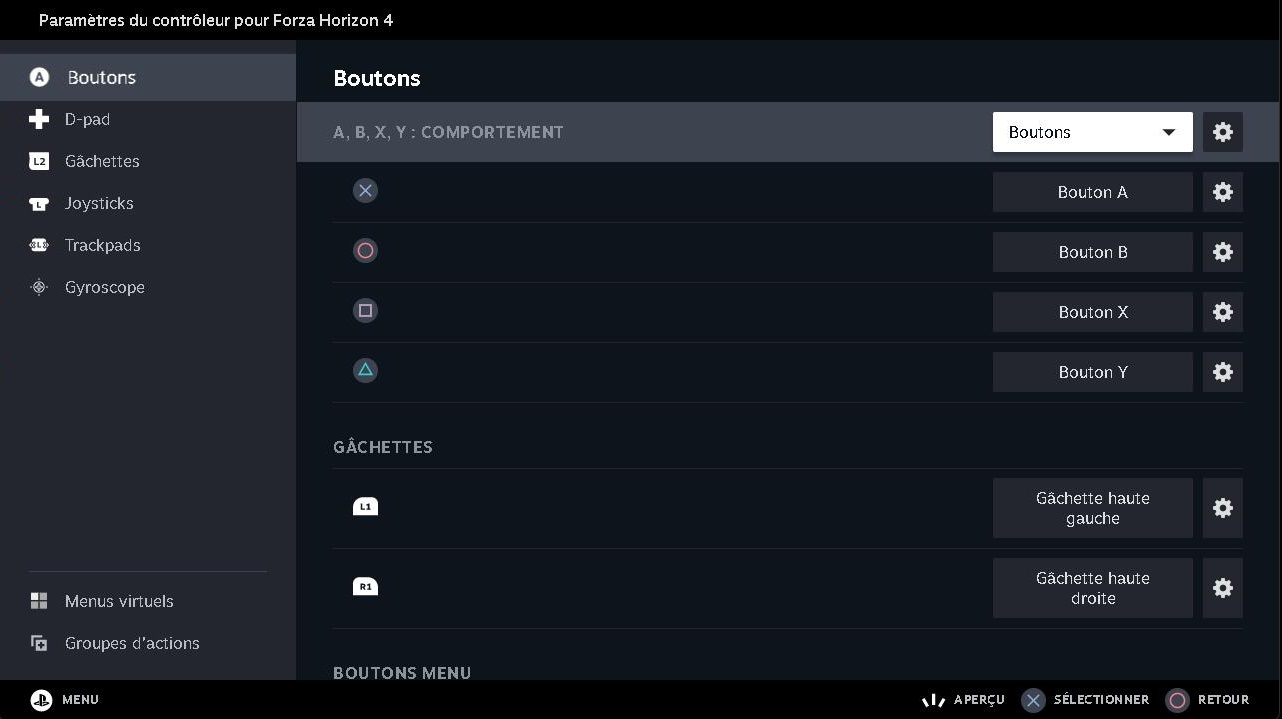 Paramètres du contrôleur pour Forza Horizon 4
A Boutons
D-pad
L2 Gâchettes
L Joysticks
L Trackpads
Gyroscope
Menus virtuels
Groupes d'actions
Boutons
A, B, X, Y : COMPORTEMENT
Boutons
Bouton A
Bouton B
Bouton X
Bouton Y
GÂCHETTES
L1
Gâchette haute
gauche
R1
Gâchette haute
droite
BOUTONS MENU
MENU
APERÇU
SÉLECTIONNER
RETOUR